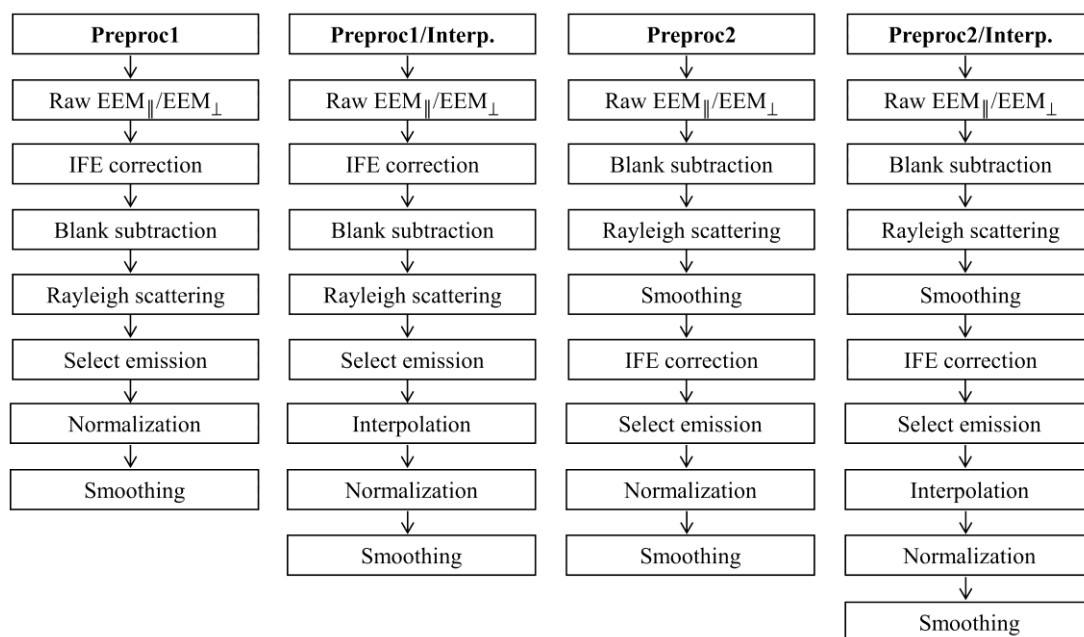 Preproc1
Raw EEM∥/EEM⊥
IFE correction
Blank subtraction
Rayleigh scattering
Select emission
Normalization
Smoothing
Preproc1/Interp.
Raw EEM∥/EEM⊥
IFE correction
Blank subtraction
Rayleigh scattering
Select emission
Interpolation
Normalization
Smoothing
Preproc2
Raw EEM∥/EEM⊥
Blank subtraction
Rayleigh scattering
Smoothing
IFE correction
Select emission
Normalization
Smoothing
Preproc2/Interp.
Raw EEM∥/EEM⊥
Blank subtraction
Rayleigh scattering
Smoothing
IFE correction
Select emission
Interpolation
Normalization
Smoothing